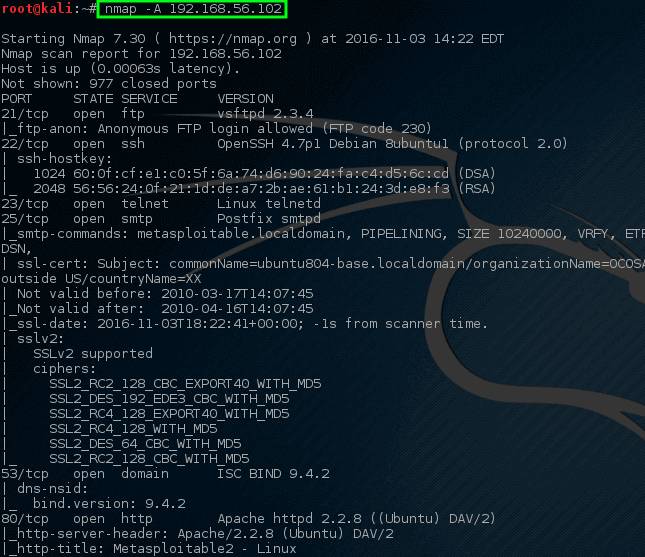 root@kali:~# nmap -A 192.168.56.102
Starting Nmap 7.30 ( https://nmap.org ) at 2016-11-03 14:22 EDT
Nmap scan report for 192.168.56.102
Host is up (0.00063s latency).
Not shown: 977 closed ports
PORT     STATE SERVICE     VERSION
21/tcp   open  ftp         vsftpd 2.3.4
|_ftp-anon: Anonymous FTP login allowed (FTP code 230)
22/tcp   open  ssh         OpenSSH 4.7p1 Debian 8ubuntu1 (protocol 2.0)
| ssh-hostkey:
|   1024 60:0f:cf:e1:c0:5f:6a:74:d6:90:24:fa:c4:d5:6c:cd (DSA)
|_  2048 56:56:24:0f:21:1d:de:a7:2b:ae:61:b1:24:3d:e8:f3 (RSA)
23/tcp   open  telnet      Linux telnetd
25/tcp   open  smtp        Postfix smtpd
|_smtp-commands: metasploitable.localdomain, PIPELINING, SIZE 10240000, VRFY, ETR
DSN,
| ssl-cert: Subject: commonName=ubuntu804-base.localdomain/organizationName=OCOSA
outside US/countryName=XX
| Not valid before: 2010-03-17T14:07:45
|_Not valid after:  2010-04-16T14:07:45
|_ssl-date: 2016-11-03T18:22:41+00:00; -1s from scanner time.
| sslv2:
|   SSLv2 supported
|   ciphers:
|     SSL2_RC2_128_CBC_EXPORT40_WITH_MD5
|     SSL2_DES_192_EDE3_CBC_WITH_MD5
|     SSL2_RC4_128_EXPORT40_WITH_MD5
|     SSL2_RC4_128_WITH_MD5
|     SSL2_DES_64_CBC_WITH_MD5
|_    SSL2_RC2_128_CBC_WITH_MD5
53/tcp   open  domain      ISC BIND 9.4.2
| dns-nsid:
|_  bind.version: 9.4.2
80/tcp   open  http        Apache httpd 2.2.8 ((Ubuntu) DAV/2)
|_http-server-header: Apache/2.2.8 (Ubuntu) DAV/2
|_http-title: Metasploitable2 - Linux